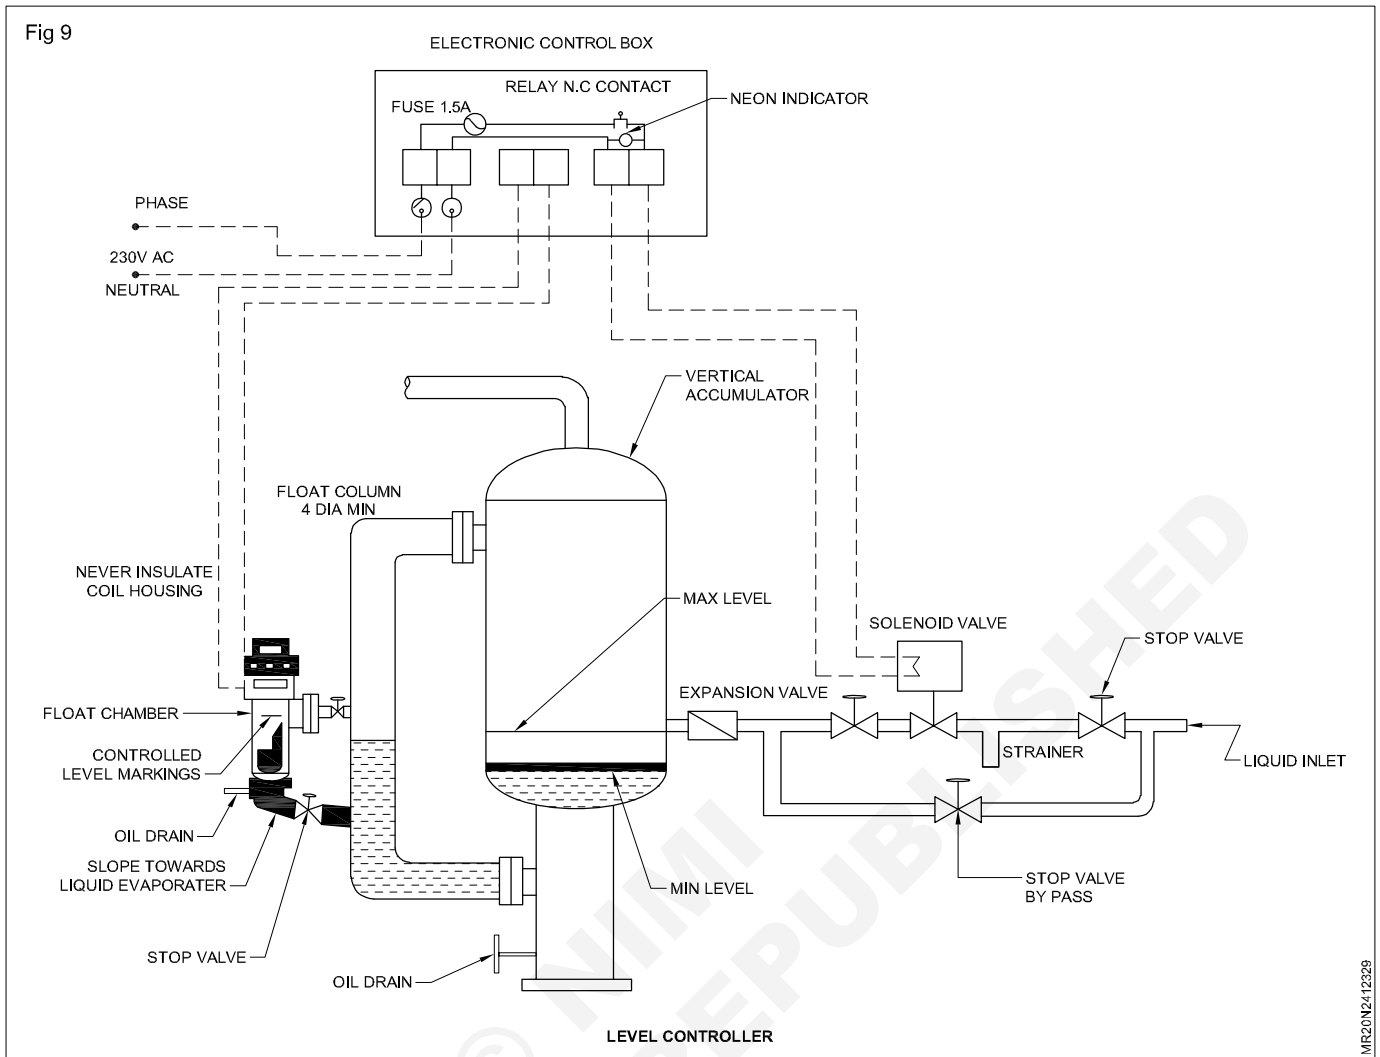 Fig 9
ELECTRONIC CONTROL BOX
RELAY N.C CONTACT
NEON INDICATOR
FUSE 1.5A
PHASE
230V AC
NEUTRAL
VERTICAL
ACCUMULATOR
FLOAT COLUMN
4 DIA MIN
NEVER INSULATE
COIL HOUSING
MAX LEVEL
SOLENOID VALVE
STOP VALVE
EXPANSION VALVE
FLOAT CHAMBER
CONTROLLED
LEVEL MARKINGS
STRAINER
LIQUID INLET
OIL DRAIN
SLOPE TOWARDS
LIQUID EVAPORATER
MIN LEVEL
STOP VALVE
BY PASS
STOP VALVE
OIL DRAIN
LEVEL CONTROLLER
MR20N2412329
© NIMI
REPUBLISHED